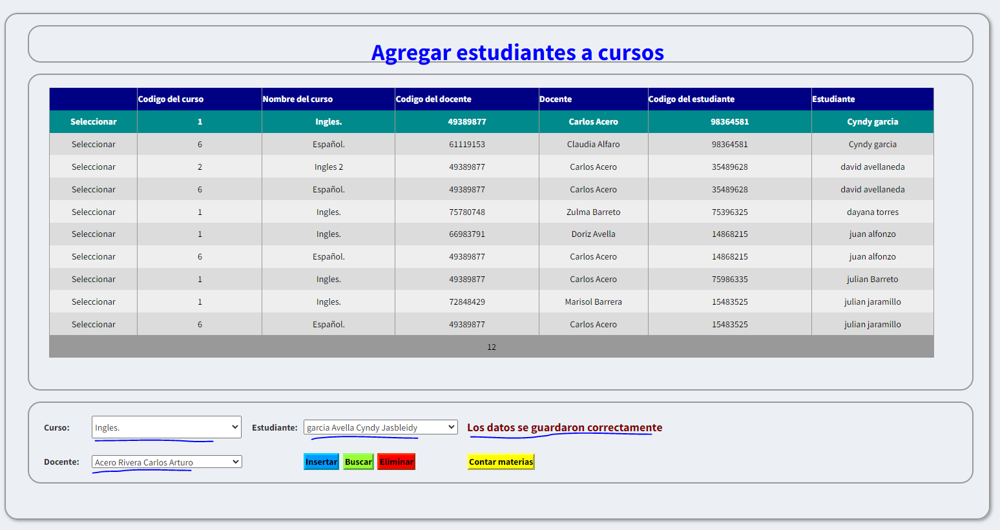 Agregar estudiantes a cursos
Codigo del curso Nombre del curso Codigo del docente Docente Codigo del estudiante Estudiante
Seleccionar 1 Ingles. 49389877 Carlos Acero 98364581 Cyndy garcia
Seleccionar 6 Español. 61119153 Claudia Alfaro 98364581 Cyndy garcia
Seleccionar 2 Ingles 2 49389877 Carlos Acero 35489628 david avellaneda
Seleccionar 6 Español. 49389877 Carlos Acero 35489628 david avellaneda
Seleccionar 1 Ingles. 75780748 Zulma Barreto 75396325 dayana torres
Seleccionar 1 Ingles. 66983791 Doriz Avella 14868215 juan alfonzo
Seleccionar 6 Español. 49389877 Carlos Acero 14868215 juan alfonzo
Seleccionar 1 Ingles. 49389877 Carlos Acero 75986335 julian Barreto
Seleccionar 1 Ingles. 72848429 Marisol Barrera 15483525 julian jaramillo
Seleccionar 6 Español. 49389877 Carlos Acero 15483525 julian jaramillo
12
Curso: Ingles. Estudiante: garcia Avella Cyndy Jasbleidy Los datos se guardaron correctamente
Docente: Acero Rivera Carlos Arturo Insertar Buscar Eliminar Contar materias